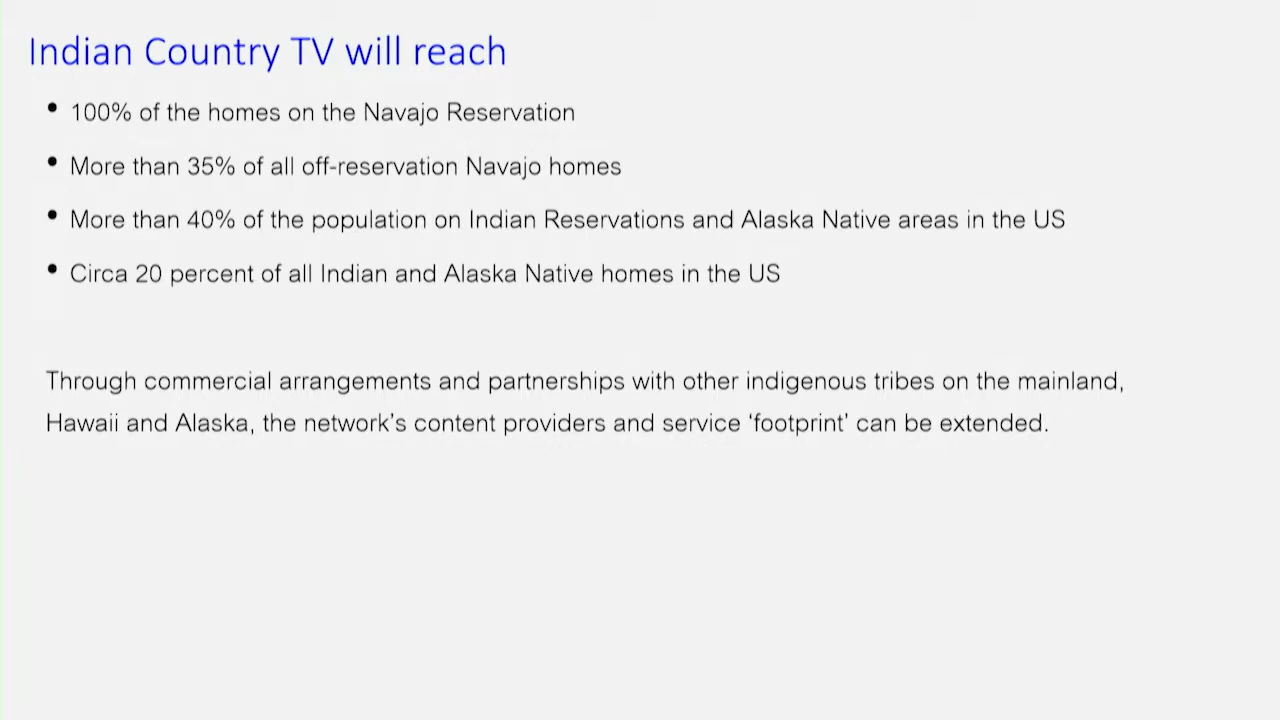 Indian Country TV will reach
• 100% of the homes on the Navajo Reservation
• More than 35% of all off-reservation Navajo homes
• More than 40% of the population on Indian Reservations and Alaska Native areas in the US
• Circa 20 percent of all Indian and Alaska Native homes in the US
Through commercial arrangements and partnerships with other indigenous tribes on the mainland,
Hawaii and Alaska, the network’s content providers and service ‘footprint’ can be extended.